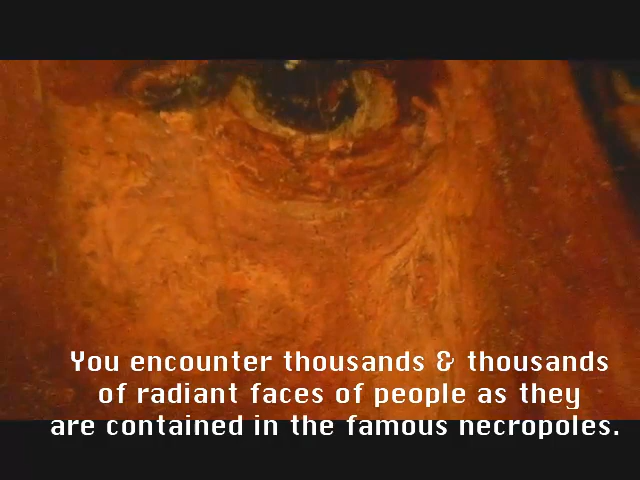 You encounter thousands & thousands
of radiant faces of people as they
are contained in the famous necropoles.